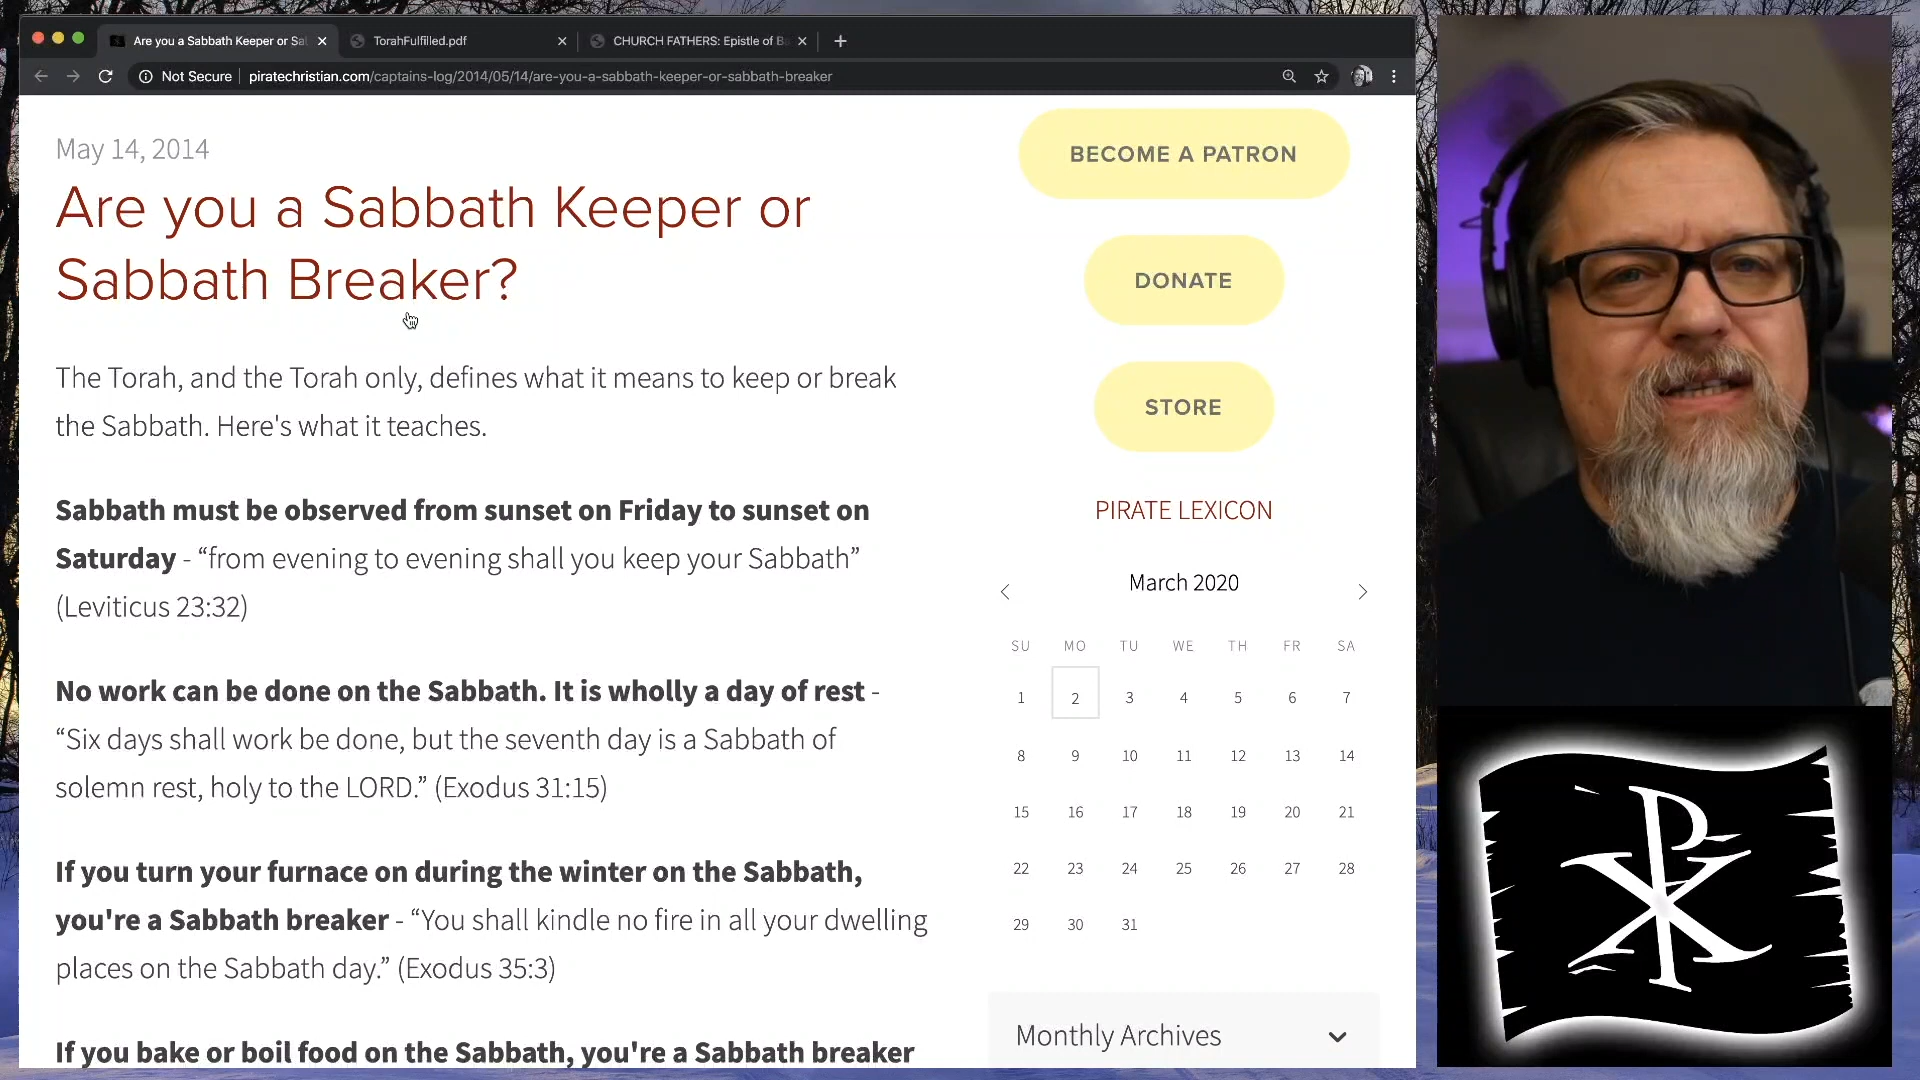 Are you a Sabbath Keeper or Sa
TorahFulfilled.pdf
CHURCH FATHERS: Epistle of B
Not Secure
piratechristian.com/captains-log/2014/05/14/are-you-a-sabbath-keeper-or-sabbath-breaker
May 14, 2014
Are you a Sabbath Keeper or
Sabbath Breaker?
The Torah, and the Torah only, defines what it means to keep or break
the Sabbath. Here's what it teaches.
Sabbath must be observed from sunset on Friday to sunset on
Saturday - “from evening to evening shall you keep your Sabbath”
(Leviticus 23:32)
No work can be done on the Sabbath. It is wholly a day of rest -
“Six days shall work be done, but the seventh day is a Sabbath of
solemn rest, holy to the LORD.” (Exodus 31:15)
If you turn your furnace on during the winter on the Sabbath,
you're a Sabbath breaker - “You shall kindle no fire in all your dwelling
places on the Sabbath day.” (Exodus 35:3)
If you bake or boil food on the Sabbath, you're a Sabbath breaker
BECOME A PATRON
DONATE
STORE
PIRATE LEXICON
March 2020
SU MO TU WE TH FR SA
1 2 3 4 5 6 7
8 9 10 11 12 13 14
15 16 17 18 19 20 21
22 23 24 25 26 27 28
29 30 31
Monthly Archives